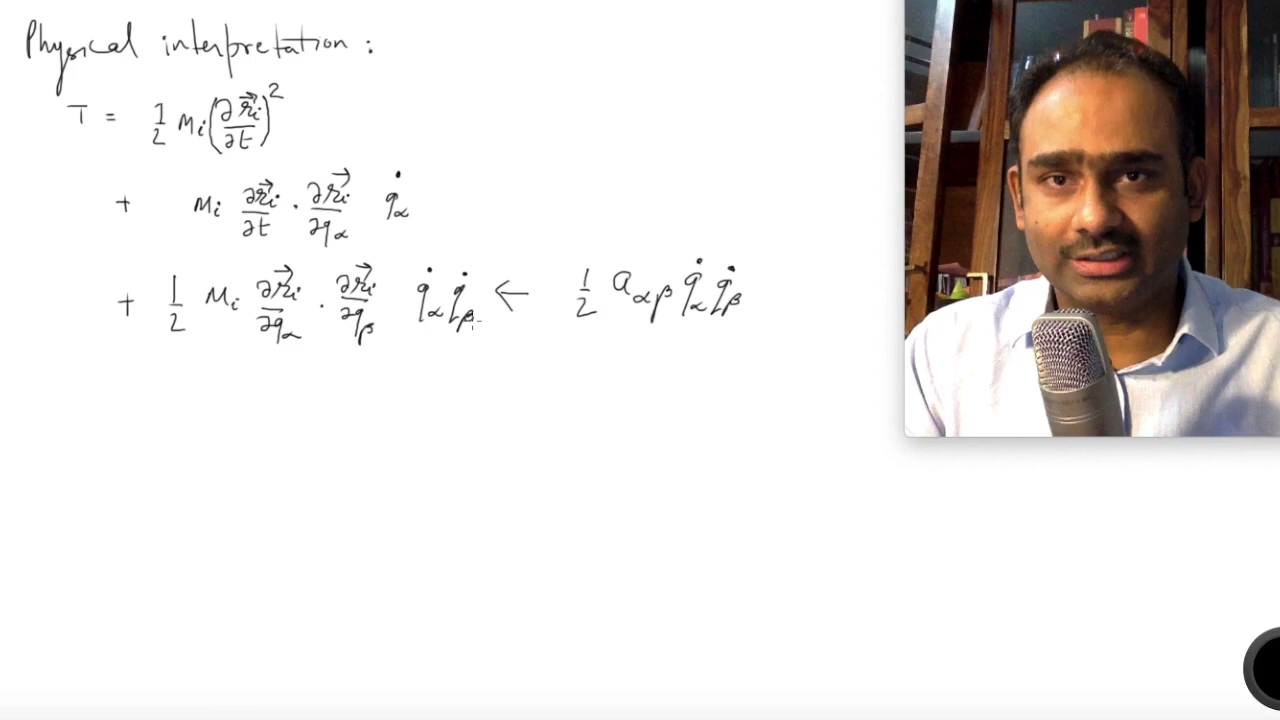 Physical interpretation :
T = 1/2 mᵢ (∂r⃗ᵢ/∂t)²
+ mᵢ ∂r⃗ᵢ/∂t · ∂r⃗ᵢ/∂q_α q̇_α
+ 1/2 mᵢ ∂r⃗ᵢ/∂q_α · ∂r⃗ᵢ/∂q_β q̇_α q̇_β ← 1/2 a_αβ q̇_α q̇_β